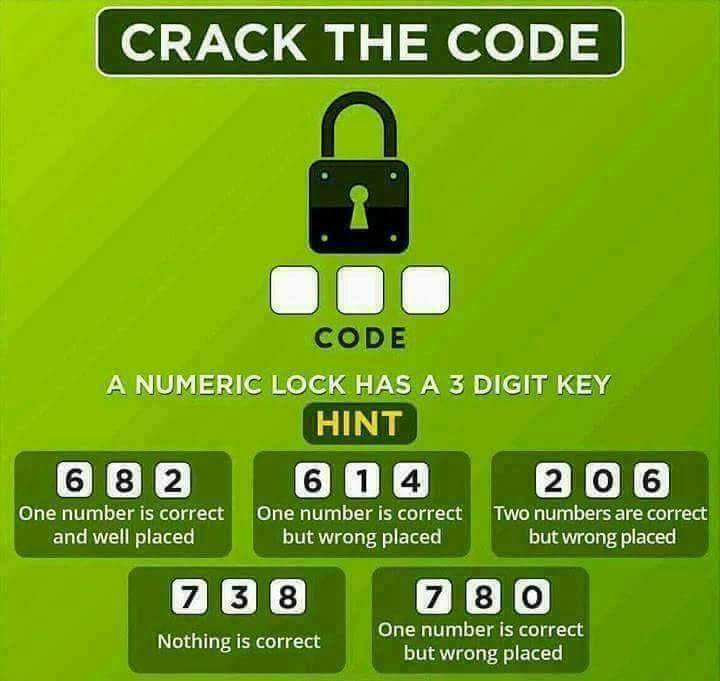 CRACK THE CODE
CODE
A NUMERIC LOCK HAS A 3 DIGIT KEY
HINT
6 8 2
One number is correct
and well placed
6 1 4
One number is correct
but wrong placed
2 0 6
Two numbers are correct
but wrong placed
7 3 8
Nothing is correct
7 8 0
One number is correct
but wrong placed